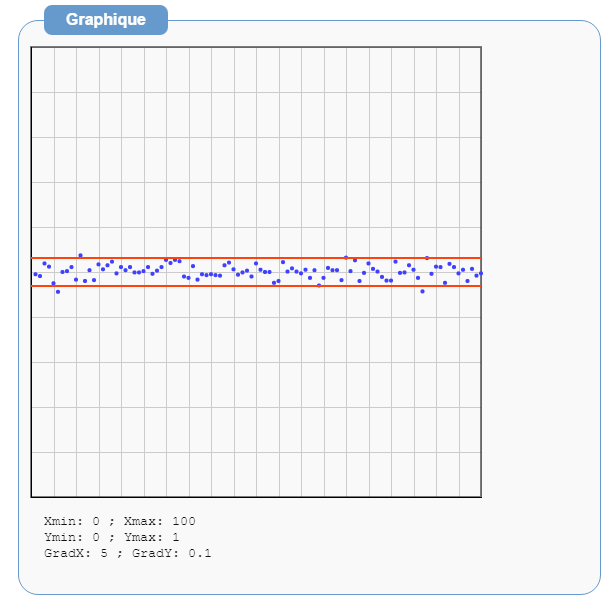 Graphique
Xmin: 0 ; Xmax: 100
Ymin: 0 ; Ymax: 1
GradX: 5 ; GradY: 0.1